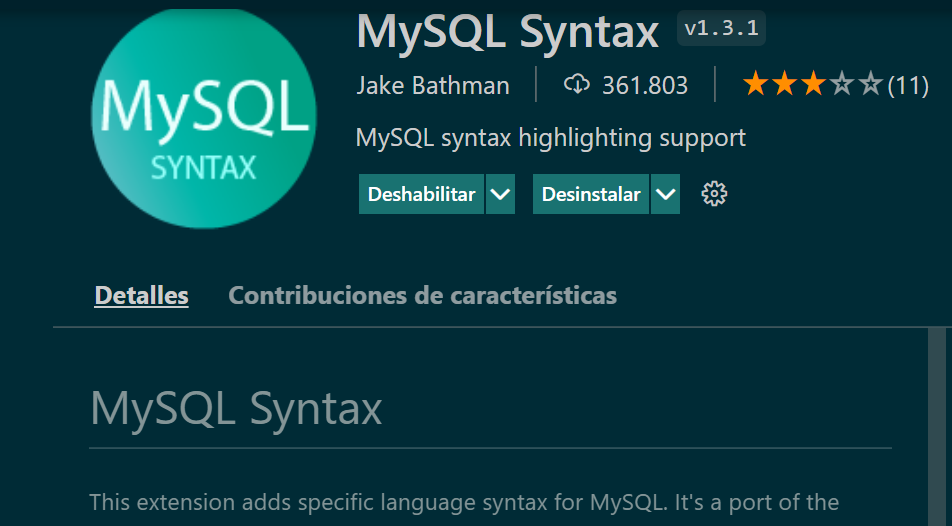 MySQL
SYNTAX
MySQL Syntax v1.3.1
Jake Bathman 361.803 (11)
MySQL syntax highlighting support
Deshabilitar Desinstalar
Detalles Contribuciones de características
MySQL Syntax
This extension adds specific language syntax for MySQL. It's a port of the